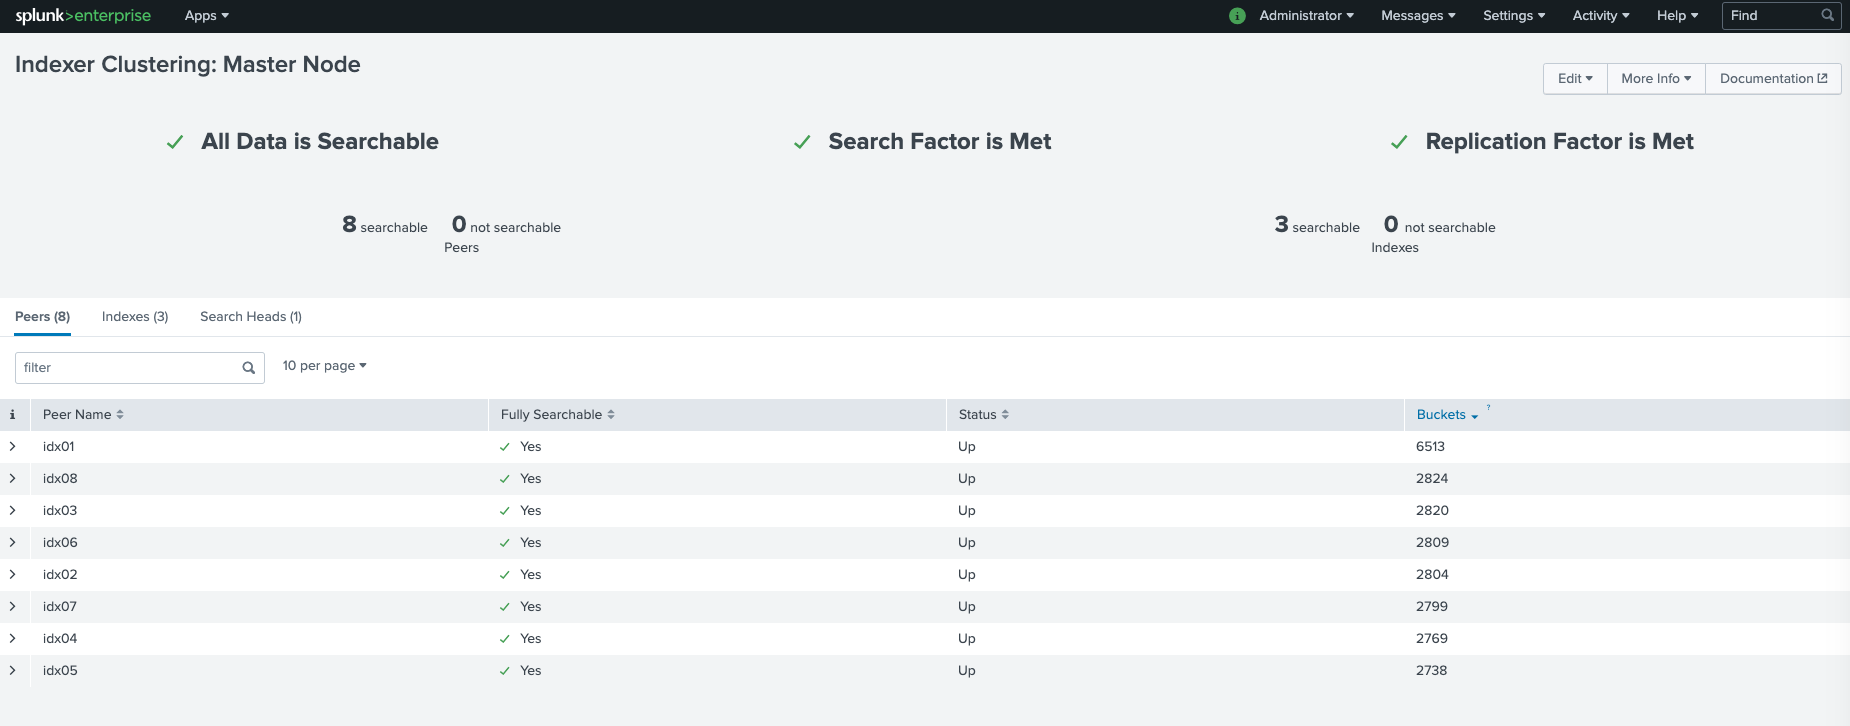 splunk>enterprise Apps Administrator Messages Settings Activity Help Find
Indexer Clustering: Master Node
Edit More Info Documentation
All Data is Searchable Search Factor is Met Replication Factor is Met
8 searchable 0 not searchable 3 searchable 0 not searchable
Peers Indexes
Peers (8) Indexes (3) Search Heads (1)
filter 10 per page
i Peer Name Fully Searchable Status Buckets ?
idx01 Yes Up 6513
idx08 Yes Up 2824
idx03 Yes Up 2820
idx06 Yes Up 2809
idx02 Yes Up 2804
idx07 Yes Up 2799
idx04 Yes Up 2769
idx05 Yes Up 2738